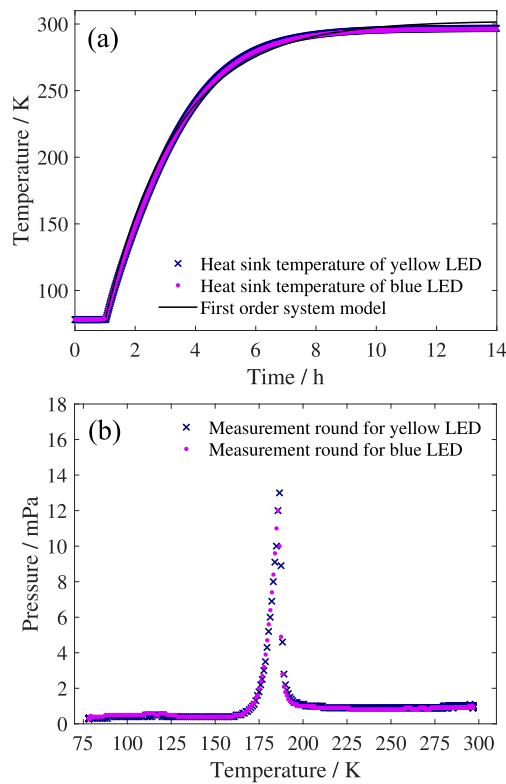 (a)
300
250
200
150
100
Temperature / K
Heat sink temperature of yellow LED
Heat sink temperature of blue LED
First order system model
0 2 4 6 8 10 12 14
Time / h
(b)
18
16
14
12
10
8
6
4
2
0
Pressure / mPa
Measurement round for yellow LED
Measurement round for blue LED
75 100 125 150 175 200 225 250 275 300
Temperature / K